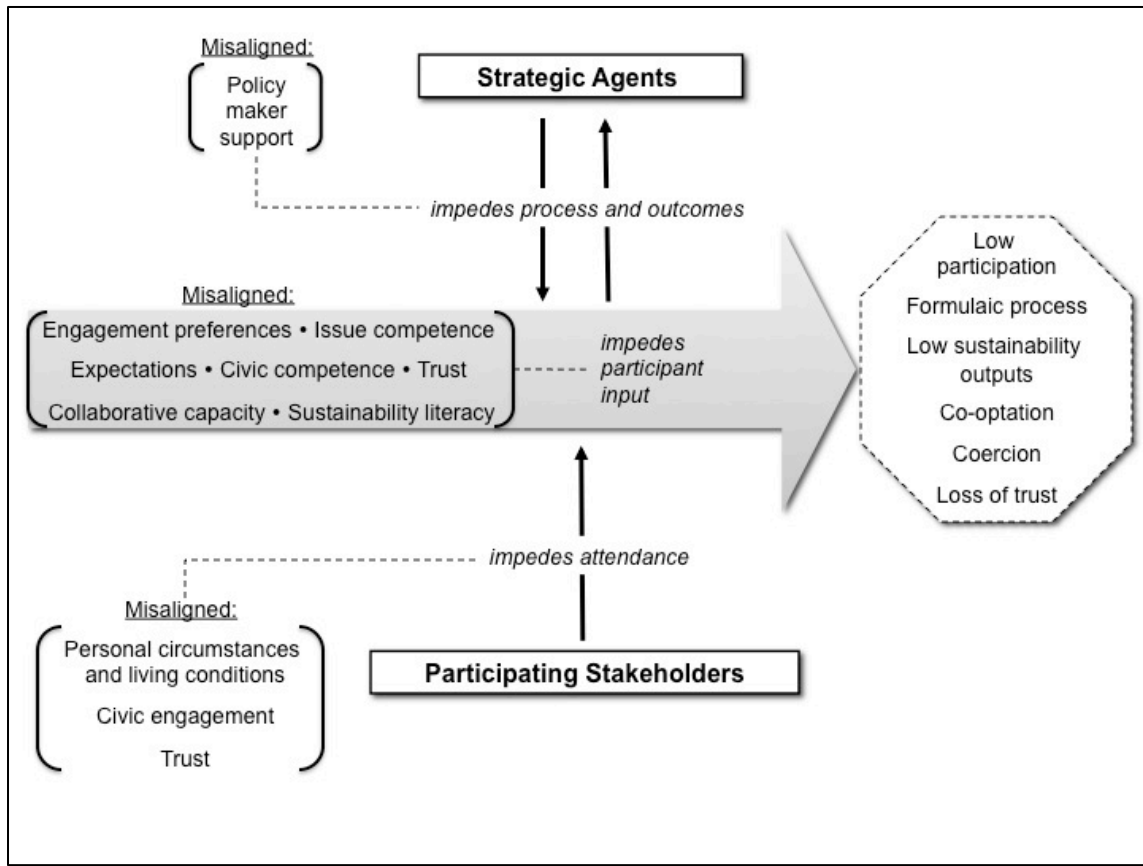 Misaligned:
Policy
maker
support
Strategic Agents
impedes process and outcomes
Misaligned:
Engagement preferences • Issue competence
Expectations • Civic competence • Trust
Collaborative capacity • Sustainability literacy
impedes
participant
input
Low
participation
Formulaic process
Low sustainability
outputs
Co-optation
Coercion
Loss of trust
impedes attendance
Misaligned:
Personal circumstances
and living conditions
Civic engagement
Trust
Participating Stakeholders